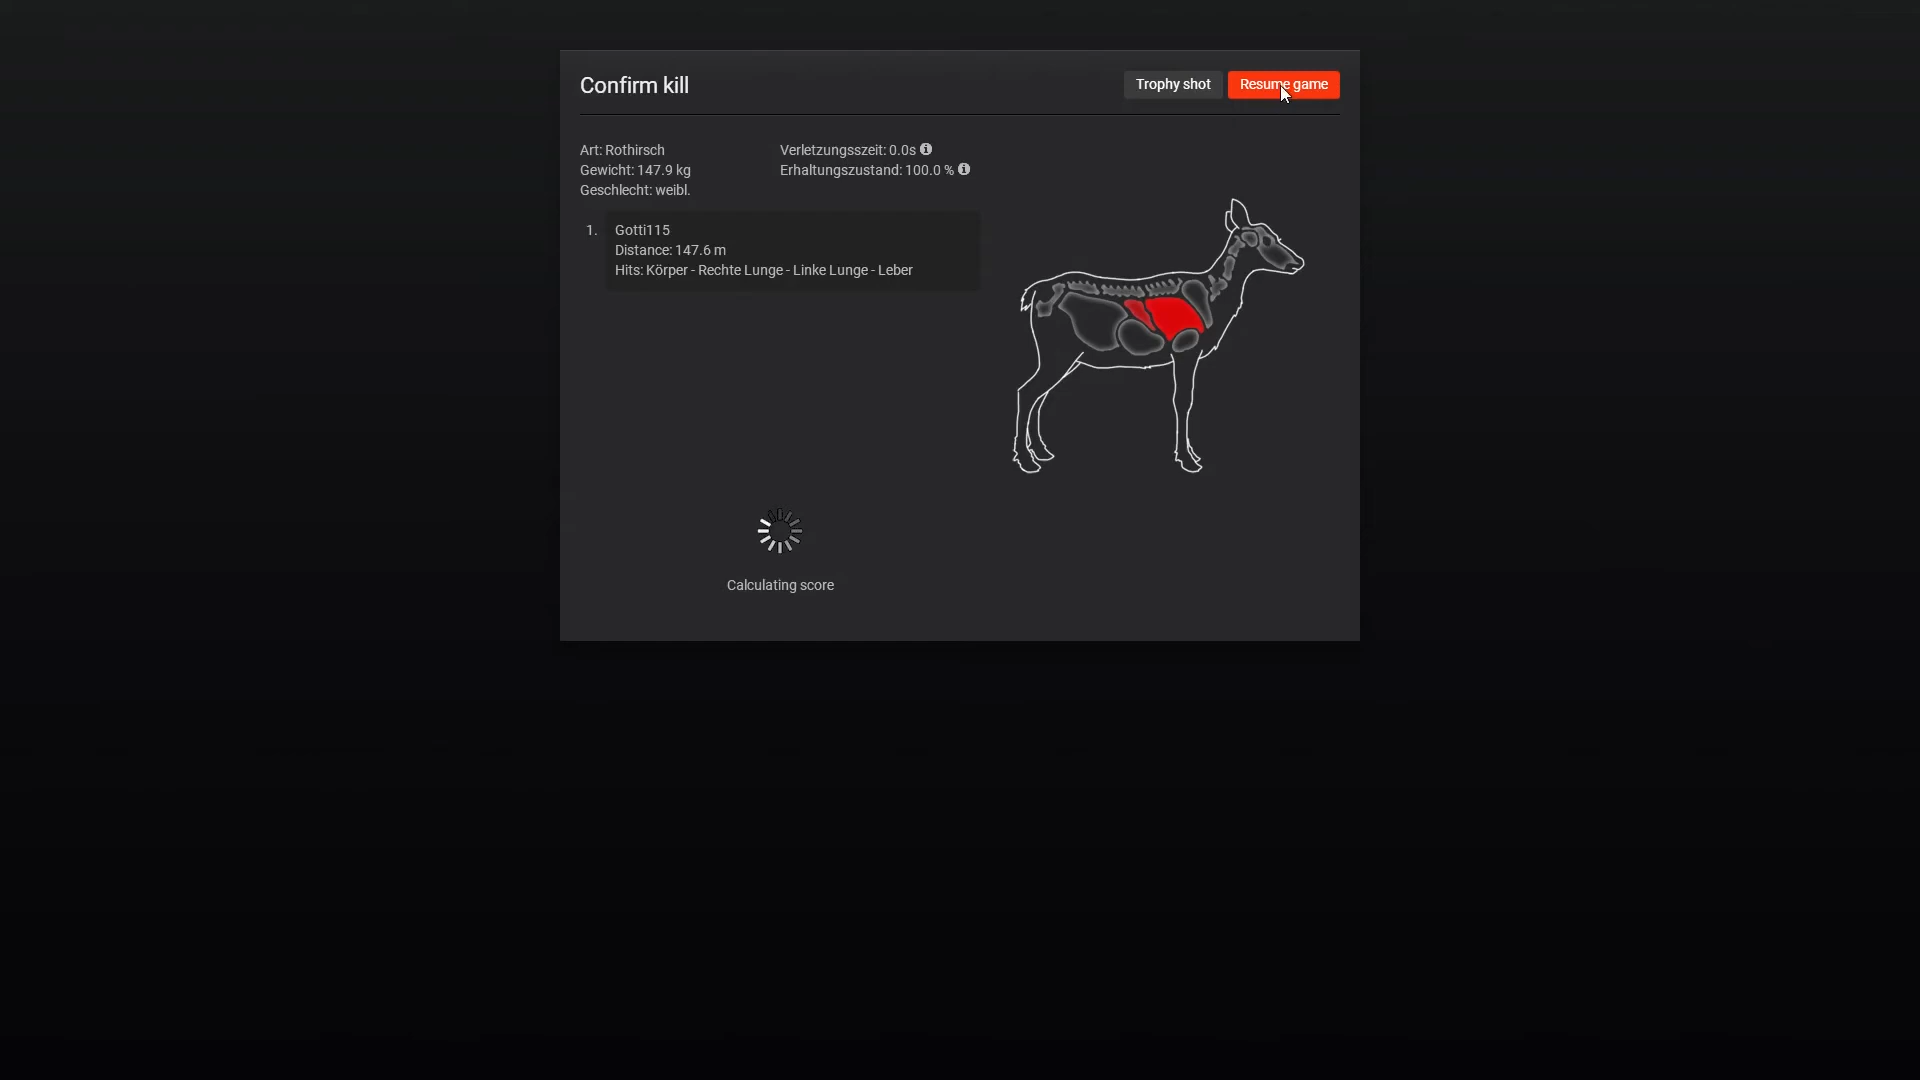 Confirm kill
Trophy shot
Resume game
Art: Rothirsch
Gewicht: 147.9 kg
Geschlecht: weibl.
Verletzungsszeit: 0.0s
Erhaltungszustand: 100.0 %
1.
Gotti115
Distance: 147.6 m
Hits: Körper - Rechte Lunge - Linke Lunge - Leber
Calculating score